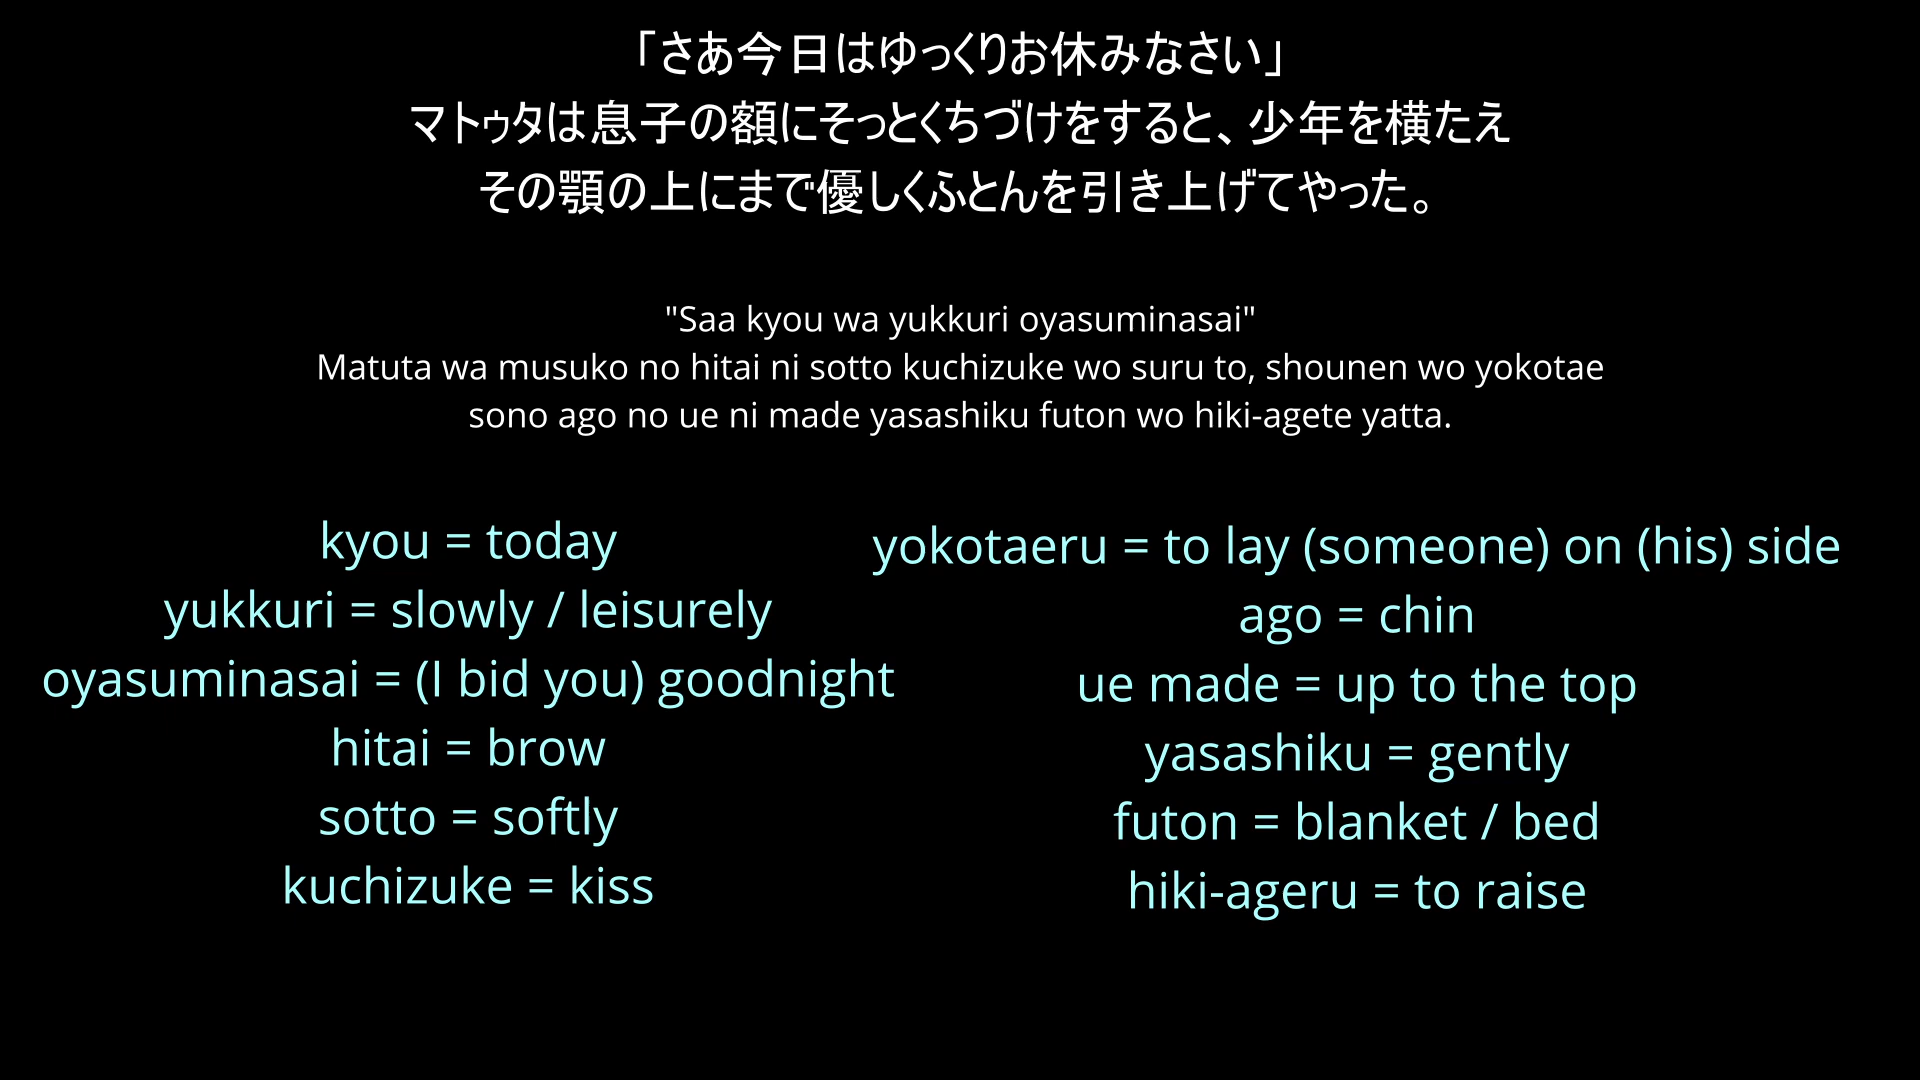 「さあ今日はゆっくりお休みなさい」
マトゥタは息子の額にそっとくちづけをすると、少年を横たえ
その顎の上にまで優しくふとんを引き上げてやった。
"Saa kyou wa yukkuri oyasuminasai"
Matuta wa musuko no hitai ni sotto kuchizuke wo suru to, shounen wo yokotae
sono ago no ue ni made yasashiku futon wo hiki-agete yatta.
kyou = today
yukkuri = slowly / leisurely
oyasuminasai = (I bid you) goodnight
hitai = brow
sotto = softly
kuchizuke = kiss
yokotaeru = to lay (someone) on (his) side
ago = chin
ue made = up to the top
yasashiku = gently
futon = blanket / bed
hiki-ageru = to raise